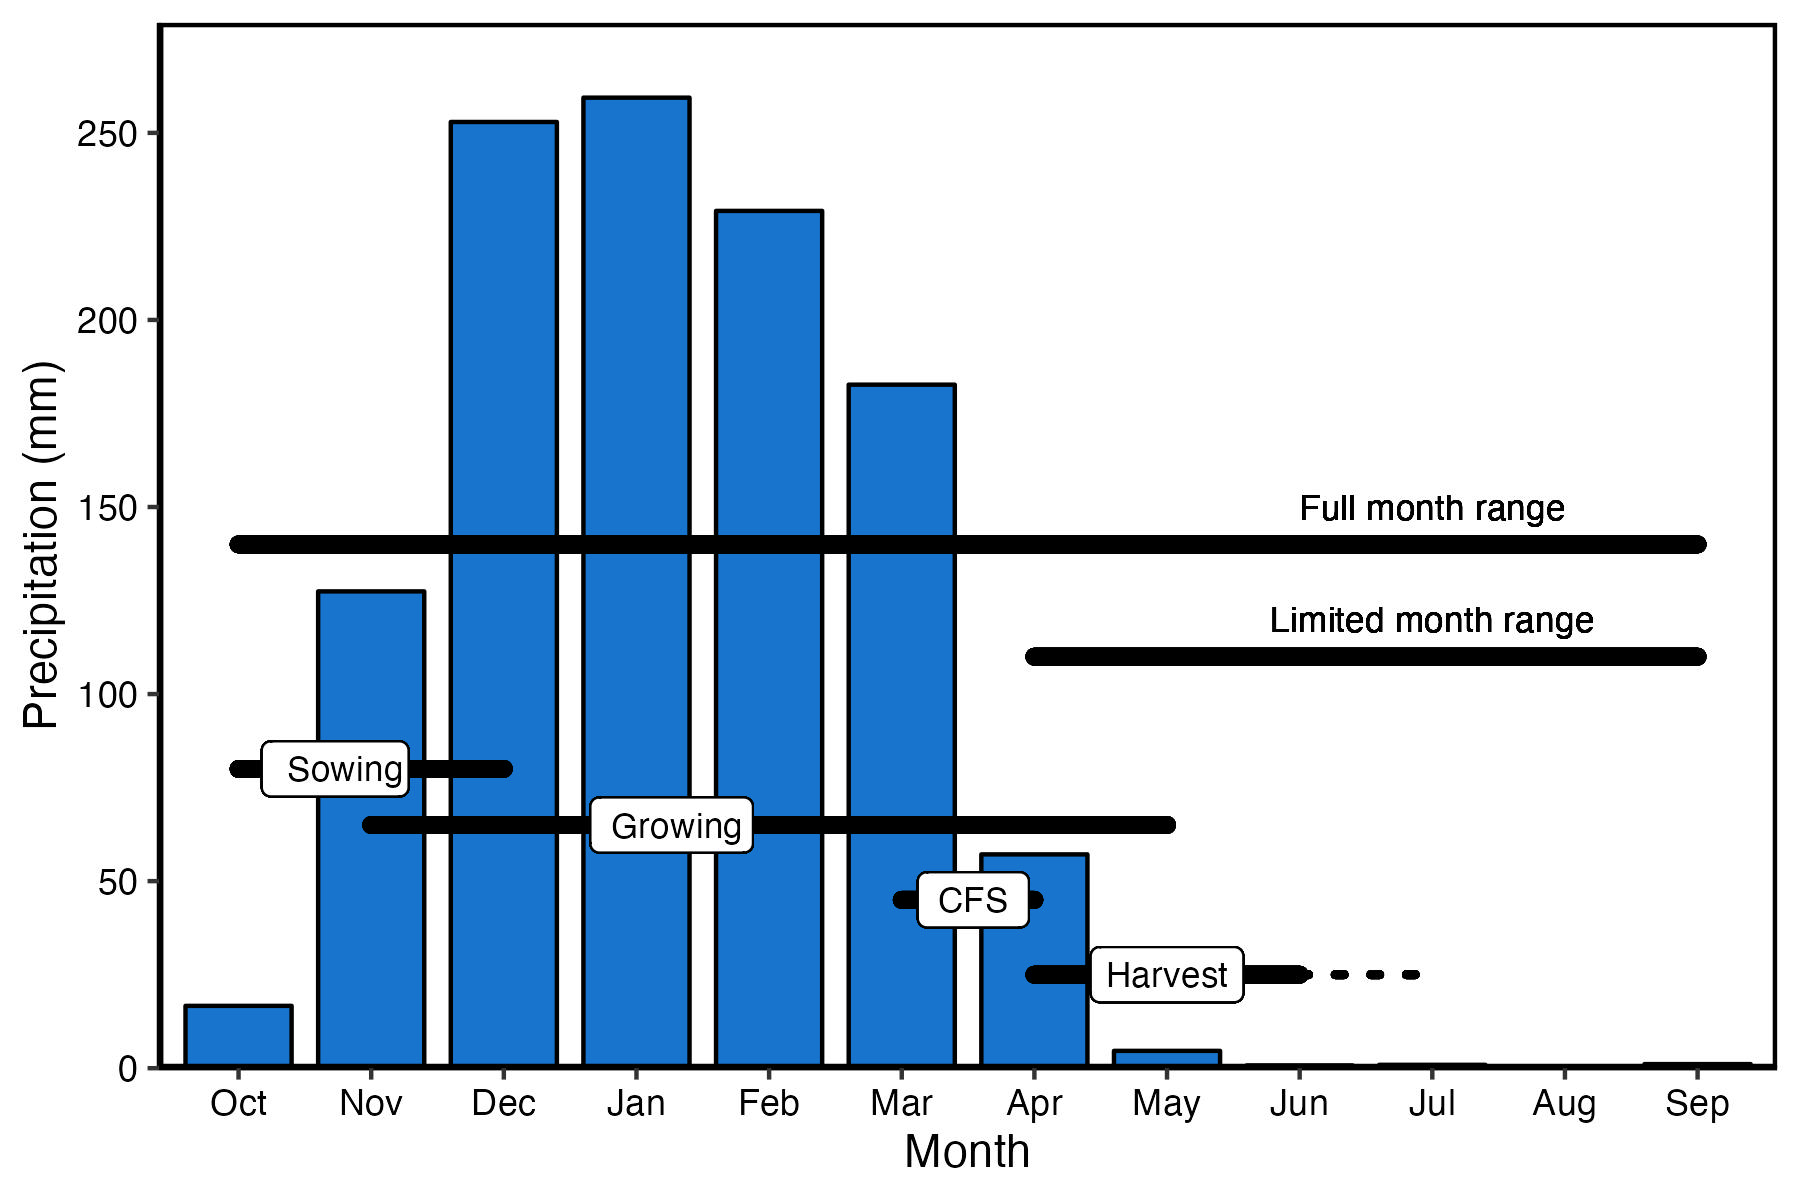 250
200
150
100
50
0
Precipitation (mm)
Full month range
Limited month range
Sowing
Growing
CFS
Harvest
Oct Nov Dec Jan Feb Mar Apr May Jun Jul Aug Sep
Month